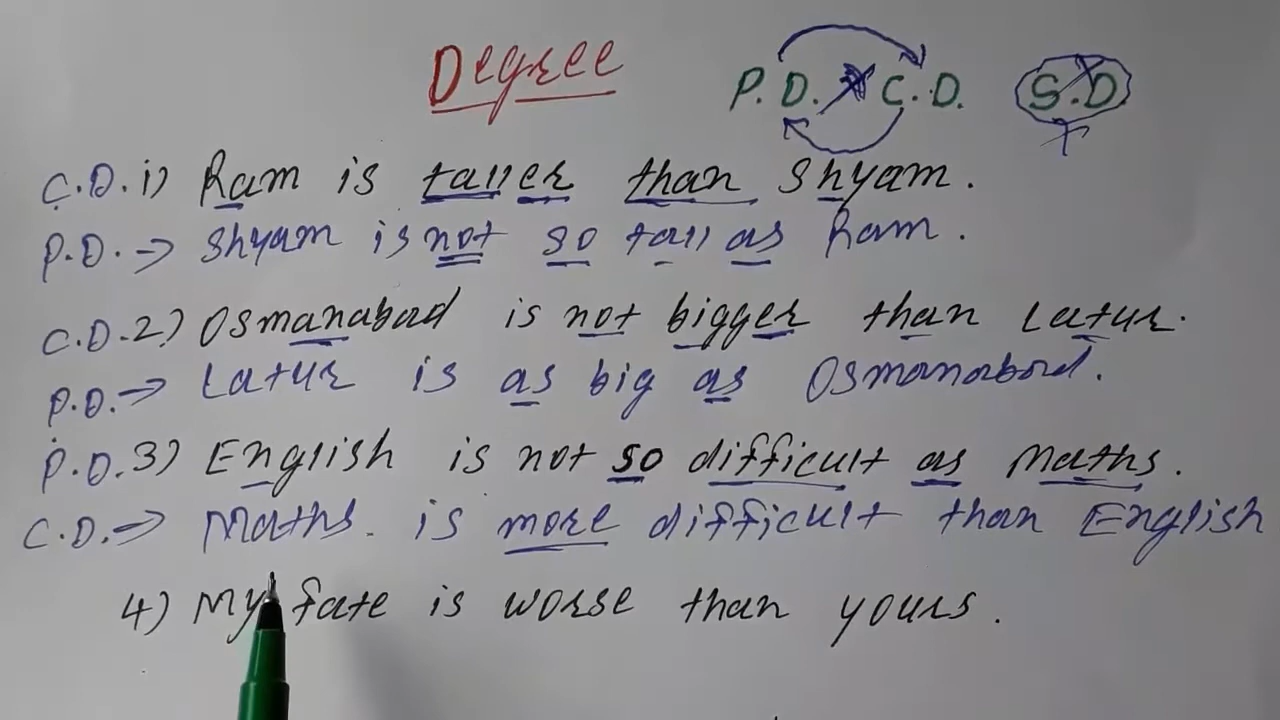 Degree P.D. C.D. S.D
C.D. 1) Ram is taller than Shyam.
P.D. → Shyam is not so tall as Ram.
C.D. 2) Osmanabad is not bigger than Latur.
P.D. → Latur is as big as Osmanabad.
P.D. 3) English is not so difficult as Maths.
C.D. → Maths. is more difficult than English
4) My fate is worse than yours.